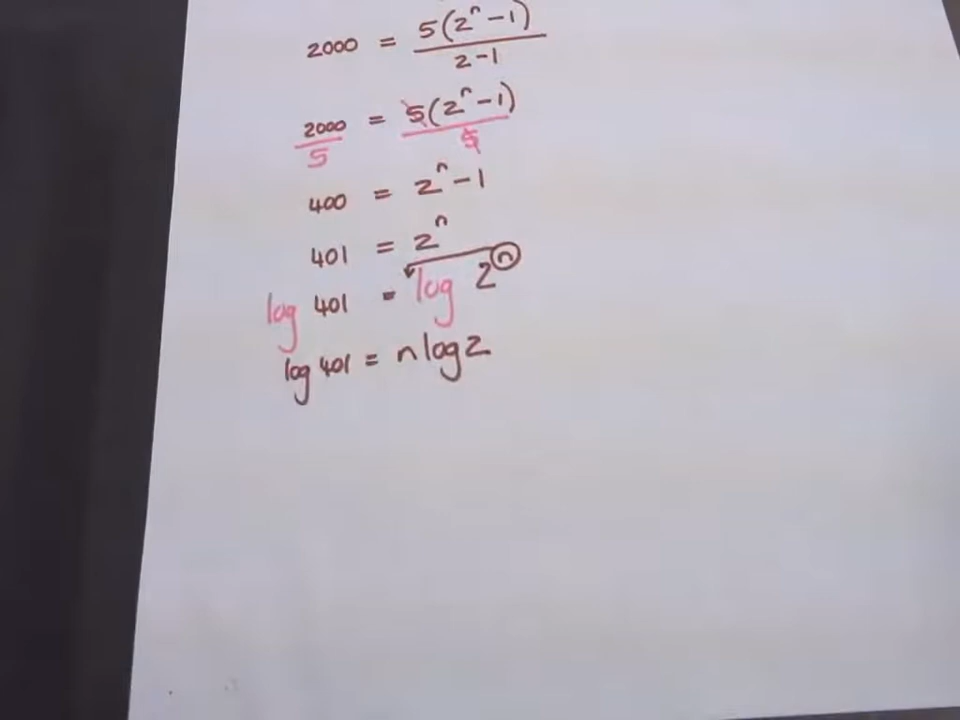 2000 = 5(2ⁿ - 1) / 2 - 1
2000 / 5 = 5(2ⁿ - 1) / 5
400 = 2ⁿ - 1
401 = 2ⁿ
log 401 = log 2ⁿ
log 401 = n log 2